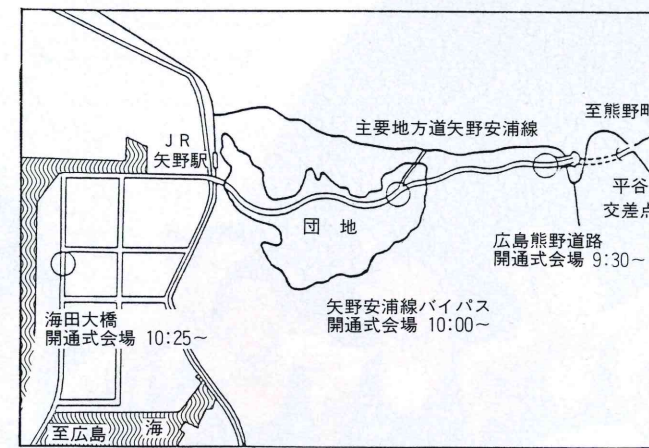 主要地方道矢野安浦線
至熊野町
JR
矢野駅
平谷
交差点
団地
広島熊野道路
開通式会場 9:30~
矢野安浦線バイパス
開通式会場 10:00~
海田大橋
開通式会場 10:25~
至広島
海